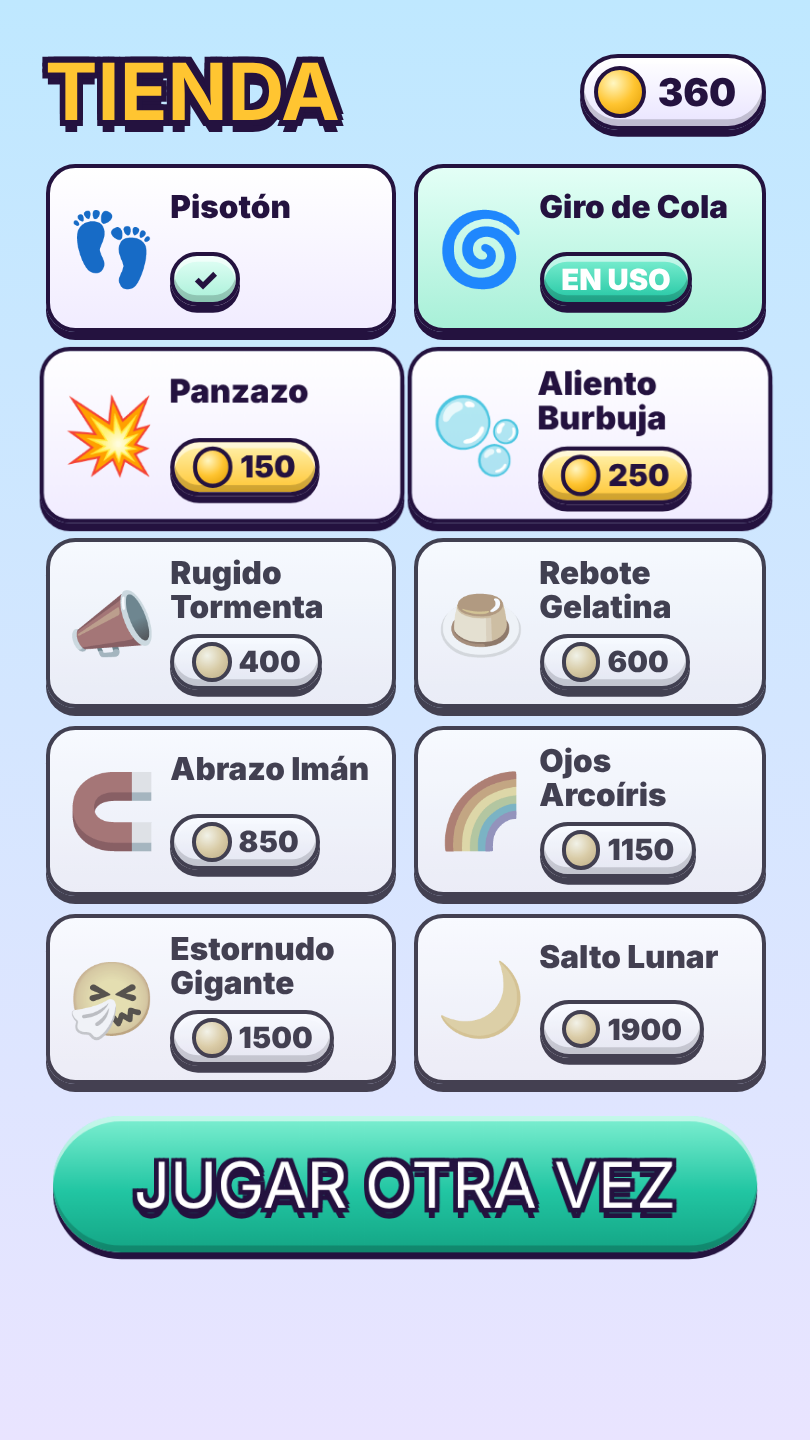 TIENDA
360
Pisotón
Giro de Cola
EN USO
Panzazo
150
Aliento
Burbuja
250
Rugido
Tormenta
400
Rebote
Gelatina
600
Abrazo Imán
850
Ojos
Arcoíris
1150
Estornudo
Gigante
1500
Salto Lunar
1900
JUGAR OTRA VEZ